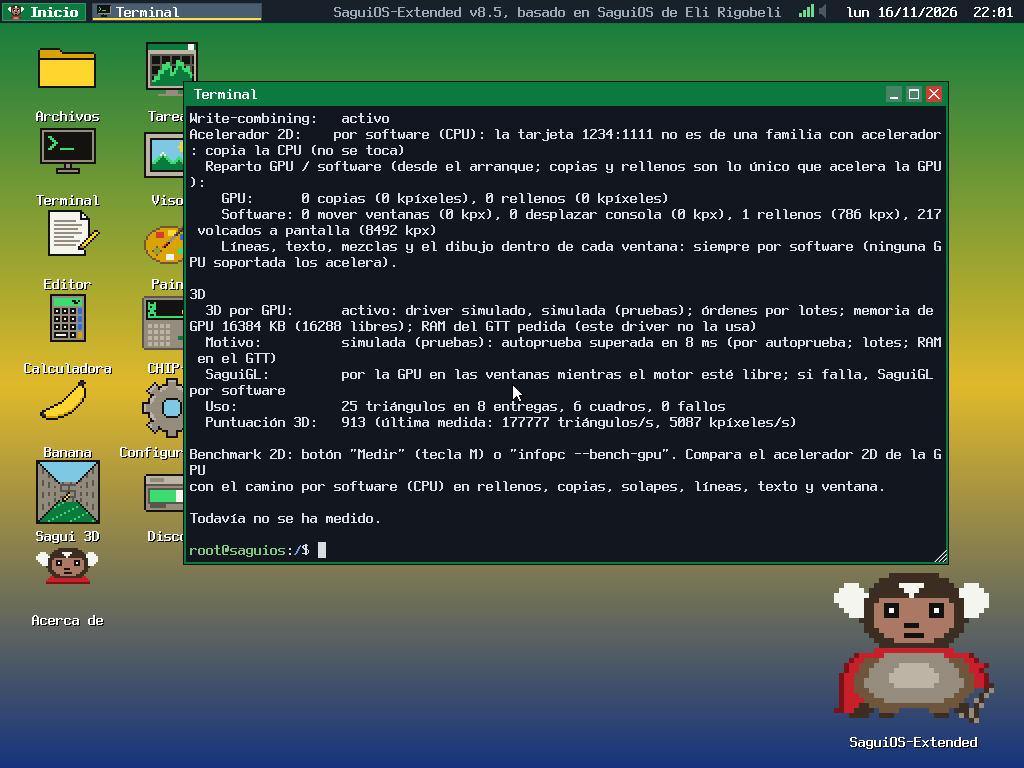 Inicio
Terminal
SaguiOS-Extended v8.5, basado en SaguiOS de Eli Rigobeli
lun 16/11/2026  22:01
Archivos
Terminal
Editor
Calculadora
Banana
Sagui 3D
Acerca de
Tarea
Viso
Pain
CHIP-
Configur
Disco
Terminal
Write-combining:   activo
Acelerador 2D:    por software (CPU): la tarjeta 1234:1111 no es de una familia con acelerador
: copia la CPU (no se toca)
  Reparto GPU / software (desde el arranque; copias y rellenos son lo único que acelera la GPU
):
    GPU:      0 copias (0 kpíxeles), 0 rellenos (0 kpíxeles)
    Software: 0 mover ventanas (0 kpx), 0 desplazar consola (0 kpx), 1 rellenos (786 kpx), 217
 volcados a pantalla (8492 kpx)
    Líneas, texto, mezclas y el dibujo dentro de cada ventana: siempre por software (ninguna G
PU soportada los acelera).
3D
  3D por GPU:      activo: driver simulado, simulada (pruebas); órdenes por lotes; memoria de
GPU 16384 KB (16288 libres); RAM del GTT pedida (este driver no la usa)
  Motivo:          simulada (pruebas): autoprueba superada en 8 ms (por autoprueba; lotes; RAM
 en el GTT)
  SaguiGL:         por la GPU en las ventanas mientras el motor esté libre; si falla, SaguiGL
por software
  Uso:             25 triángulos en 8 entregas, 6 cuadros, 0 fallos
  Puntuación 3D:   913 (última medida: 177777 triángulos/s, 5087 kpíxeles/s)
Benchmark 2D: botón "Medir" (tecla M) o "infopc --bench-gpu". Compara el acelerador 2D de la G
PU
con el camino por software (CPU) en rellenos, copias, solapes, líneas, texto y ventana.
Todavía no se ha medido.
root@saguios:/$
SaguiOS-Extended